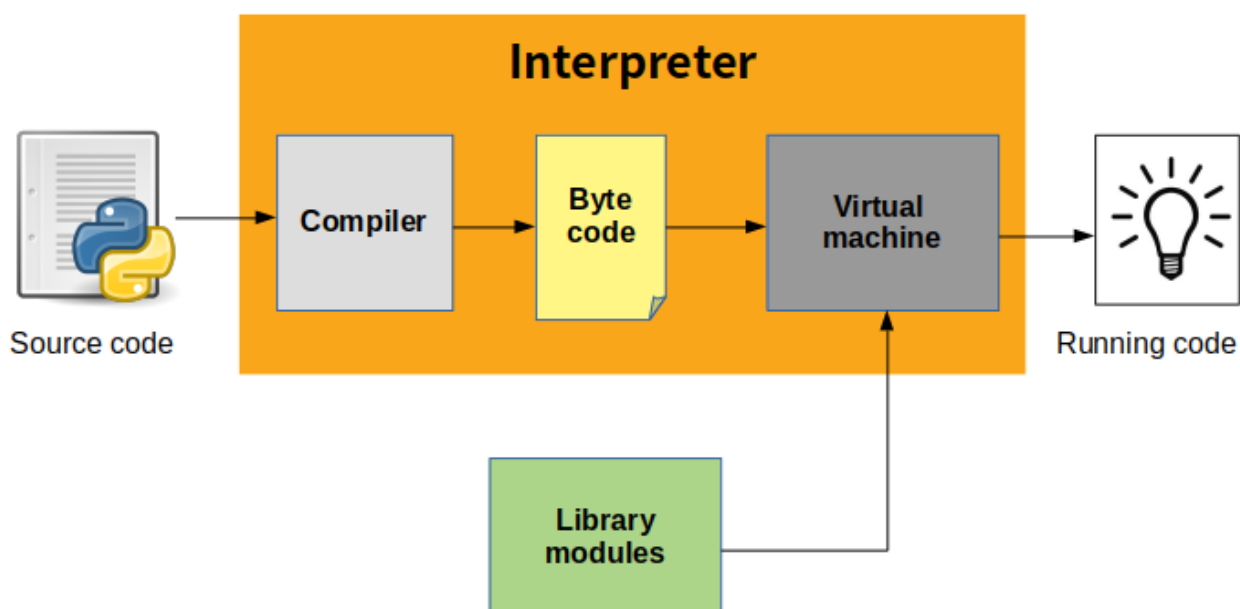 Interpreter
Source code
Compiler
Byte
code
Virtual
machine
Running code
Library
modules